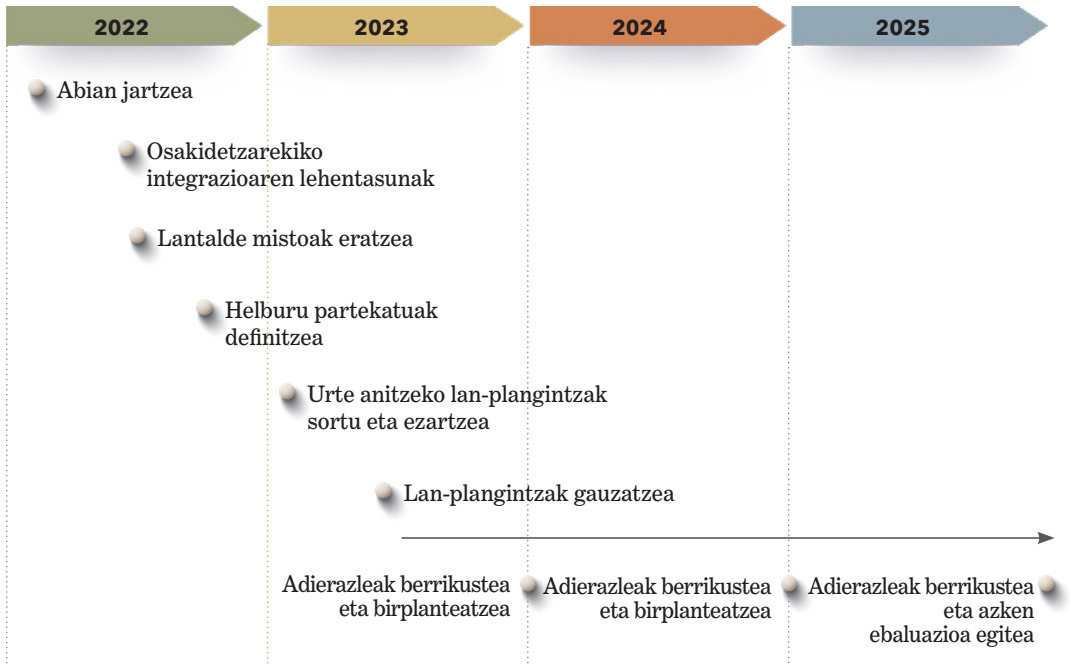 2022
2023
2024
2025
Abian jartzea
Osakidetzarekiko
integrazioaren lehentasunak
Lantalde mistoak eratzea
Helburu partekatuak
definitzea
Urte anitzeko lan-plangintzak
sortu eta ezartzea
Lan-plangintzak gauzatzea
Adierazleak berrikustea
eta birplanteatzea
Adierazleak berrikustea
eta birplanteatzea
Adierazleak berrikustea
eta azken
ebaluazioa egitea